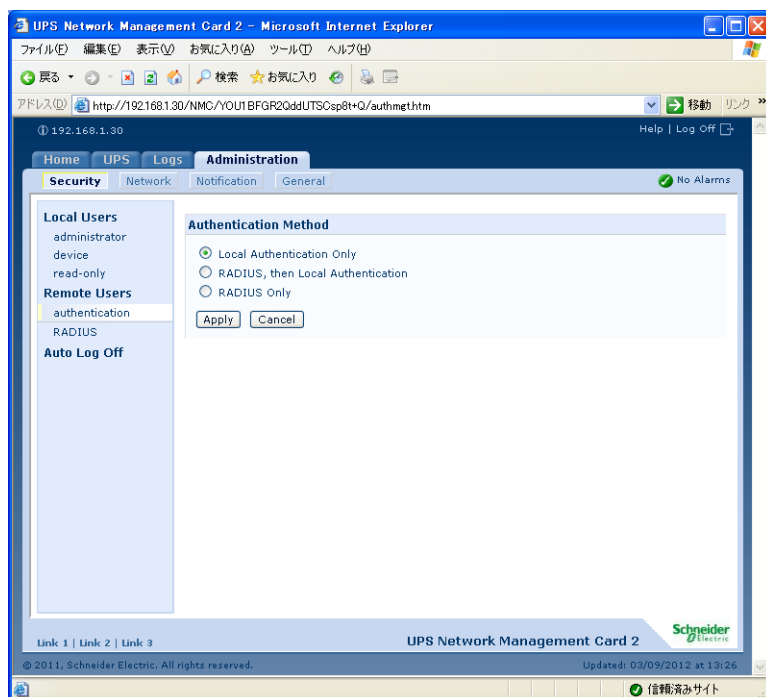 UPS Network Management Card 2 - Microsoft Internet Explorer
ファイル(F) 編集(E) 表示(V) お気に入り(A) ツール(T) ヘルプ(H)
戻る 検索 お気に入り
アドレス(D) http://192.168.1.30/NMC/YOU1BFGR2QddUTSCsp8t+Q/authmgt.htm 移動 リンク »
192.168.1.30 Help | Log Off
Home UPS Logs Administration
Security Network Notification General No Alarms
Local Users
administrator
device
read-only
Remote Users
authentication
RADIUS
Auto Log Off
Authentication Method
Local Authentication Only
RADIUS, then Local Authentication
RADIUS Only
Apply Cancel
Link 1 | Link 2 | Link 3 UPS Network Management Card 2 Schneider Electric
© 2011, Schneider Electric. All rights reserved. Updated: 03/09/2012 at 13:26
信頼済みサイト